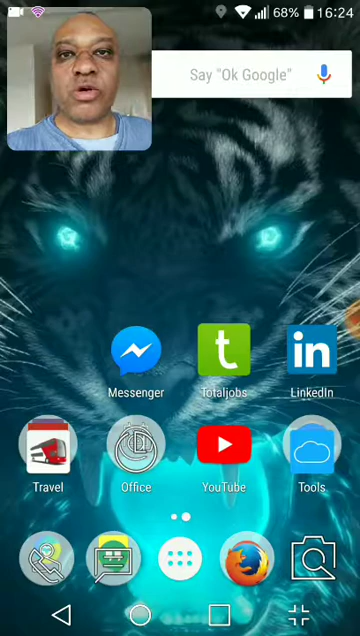 68% 16:24
Say "Ok Google"
t
in
Messenger Totaljobs LinkedIn
Travel Office YouTube Tools